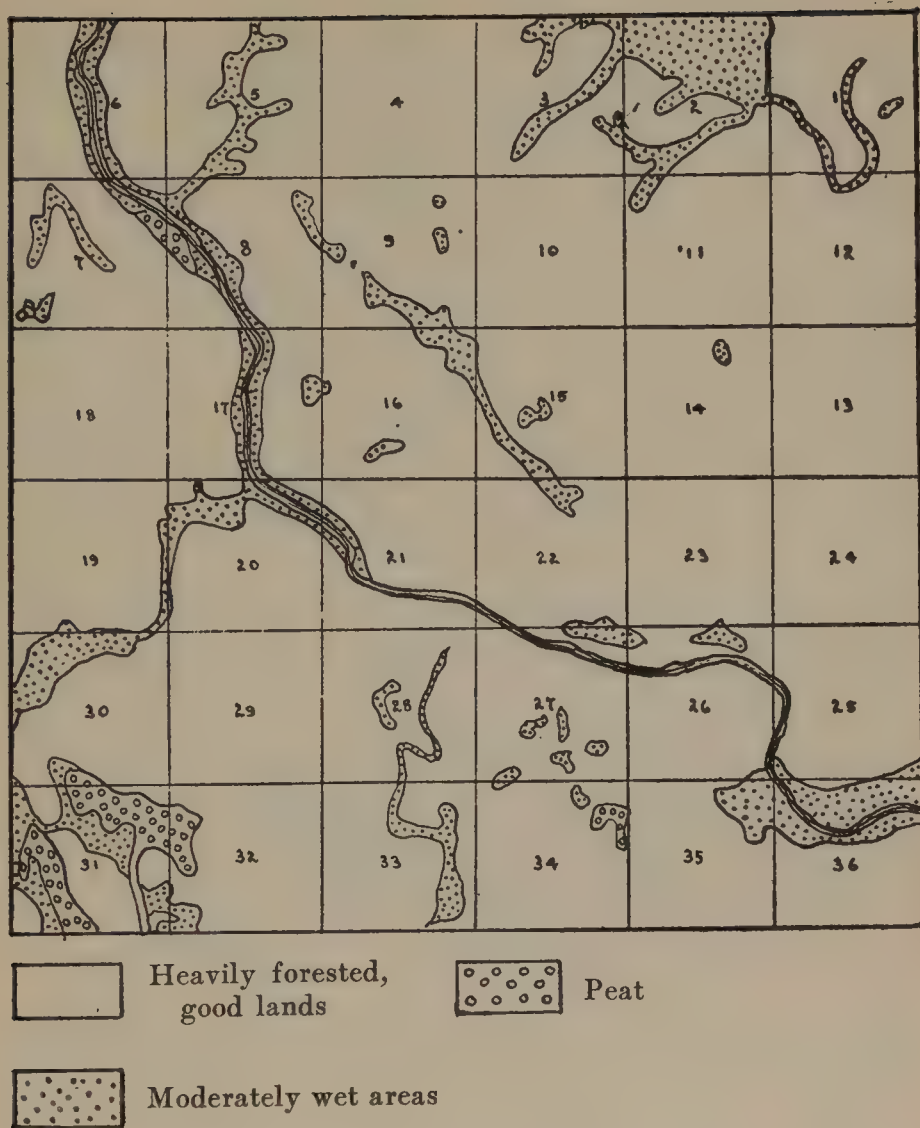 6 5 4 3 2 1
7 8 9 10 11 12
18 17 16 15 14 13
19 20 21 22 23 24
30 29 28 27 26 25
31 32 33 34 35 36
Heavily forested,
good lands
Peat
Moderately wet areas